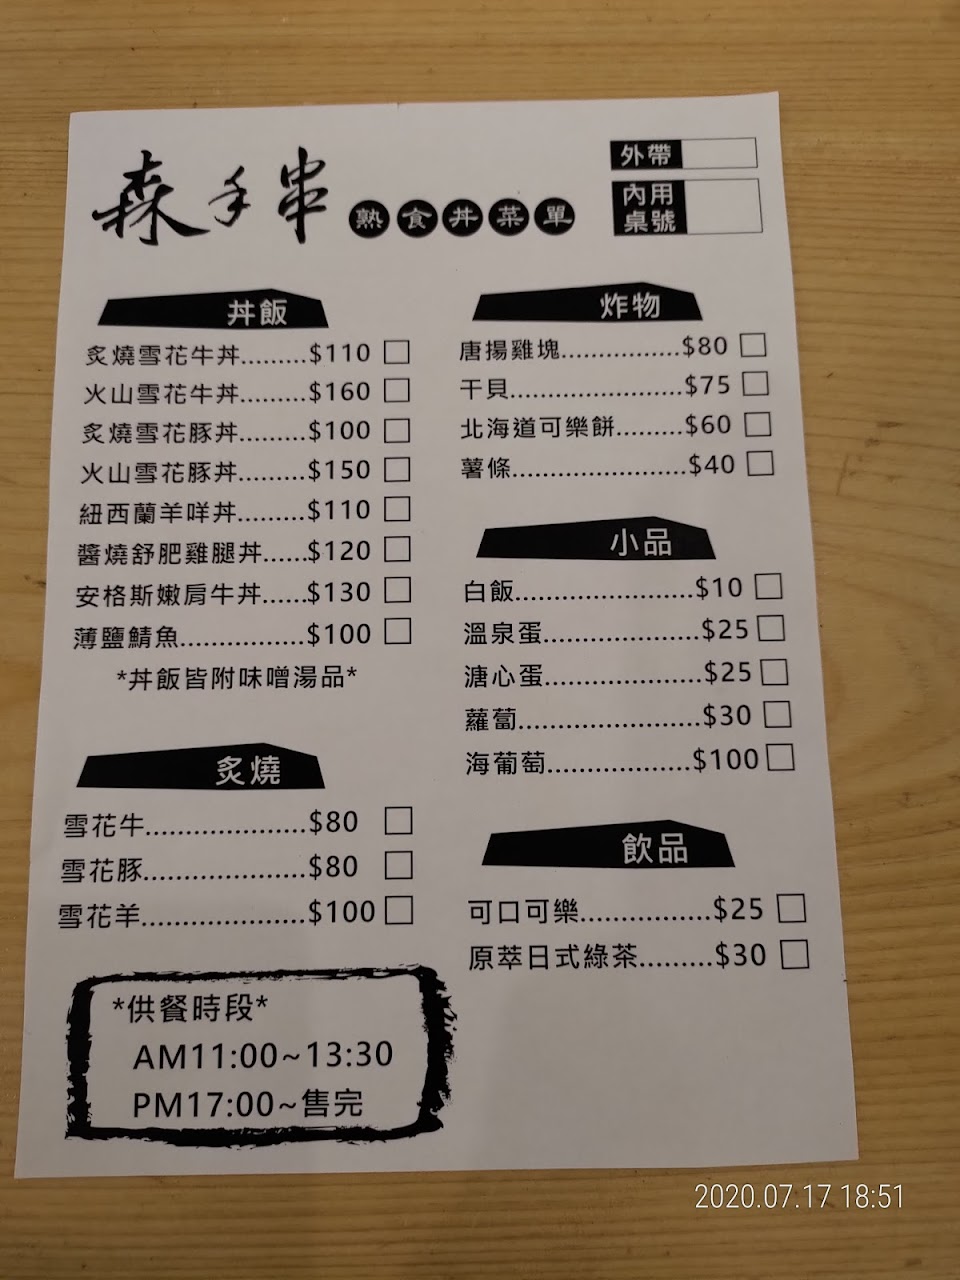 森手串 熟食丼菜單
外帶
內用
桌號
丼飯
炙燒雪花牛丼.........$110
火山雪花牛丼.........$160
炙燒雪花豚丼.........$100
火山雪花豚丼.........$150
紐西蘭羊咩丼.........$110
醬燒舒肥雞腿丼......$120
安格斯嫩肩牛丼......$130
薄鹽鯖魚................$100
*丼飯皆附味噌湯品*
炙燒
雪花牛.....................$80
雪花豚.....................$80
雪花羊.....................$100
*供餐時段*
AM11:00~13:30
PM17:00~售完
炸物
唐揚雞塊................$80
干貝.......................$75
北海道可樂餅.........$60
薯條.......................$40
小品
白飯........................$10
溫泉蛋.....................$25
溏心蛋.....................$25
蘿蔔........................$30
海葡萄...................$100
飲品
可口可樂.................$25
原萃日式綠茶.........$30
2020.07.17 18:51